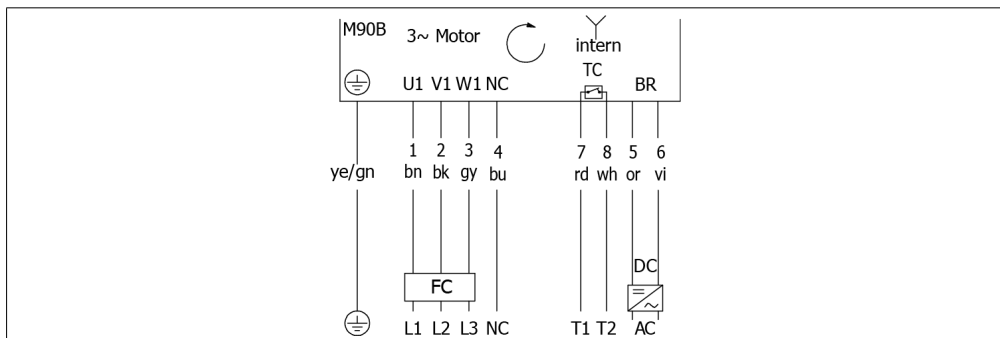 M90B 3~ Motor intern
TC
U1 V1 W1 NC BR
1 2 3 4 7 8 5 6
ye/gn bn bk gy bu rd wh or vi
DC
FC
L1 L2 L3 NC T1 T2 AC